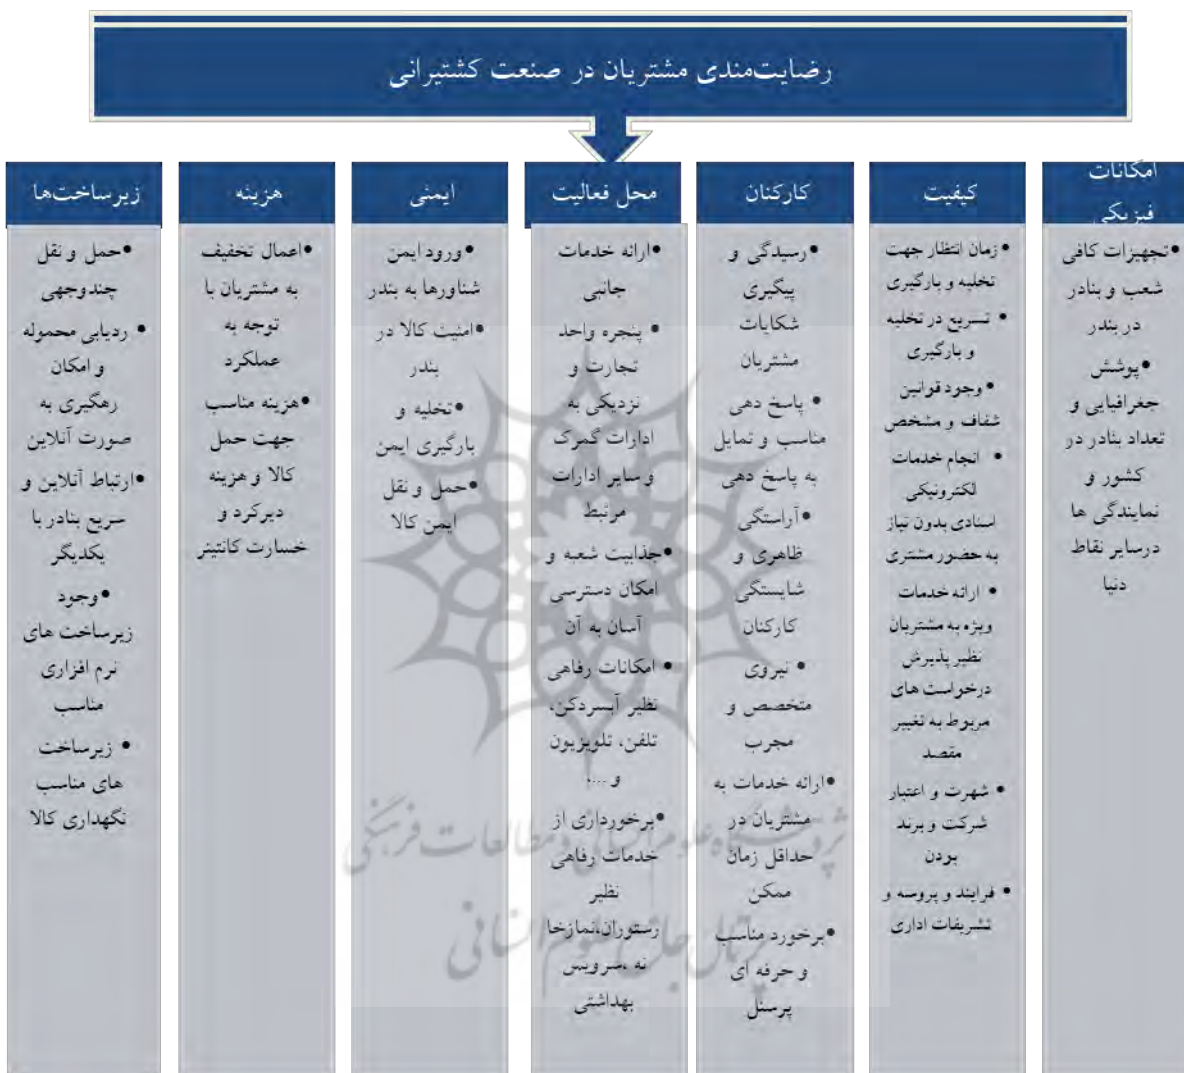 رضایت‌مندی مشتریان در صنعت کشتیرانی
امکانات
فیزیکی
•تجهیزات کافی
شعب و بنادر
در بندر
•پوشش
جغرافیایی و
تعداد بنادر در
کشور و
نمایندگی ها
درسایر نقاط
دنیا
کیفیت
•زمان انتظار جهت
تخلیه و بارگیری
• تسریع در تخلیه
و بارگیری
•وجود قوانین
شفاف و مشخص
• انجام خدمات
لکترونیکی
اسنادی بدون نیاز
به حضور مشتری
• ارائه خدمات
ویژه به مشتریان
نظیر پذیرش
درخواست های
مربوط به تغییر
مقصد
• شهرت و اعتبار
شرکت و برند
بودن
• فرایند و پروسه و
تشریفات اداری
کارکنان
•رسیدگی و
پیگیری
شکایات
مشتریان
• پاسخ دهی
مناسب و تمایل
به پاسخ دهی
•آراستگی
ظاهری و
شایستگی
کارکنان
• نیروی
متخصص و
مجرب
•ارائه خدمات به
مشتریان در
حداقل زمان
ممکن
•برخورد مناسب
و حرفه ای
پرسنل
محل فعالیت
•ارائه خدمات
جانبی
• پنجره واحد
تجارت و
نزدیکی به
ادارات گمرک
و سایر ادارات
مرتبط
•جذابیت شعبه و
امکان دسترسی
آسان به آن
• امکانات رفاهی
نظیر آبسردکن،
تلفن، تلویزیون
و ....
•برخورداری از
خدمات رفاهی
نظیر
رستوران،نمازخا
نه ،سرویس
بهداشتی
ایمنی
•ورود ایمن
شناورها به بندر
•امنیت کالا در
بندر
•تخلیه و
بارگیری ایمن
•حمل و نقل
ایمن کالا
هزینه
•اعمال تخفیف
به مشتریان با
توجه به
عملکرد
•هزینه مناسب
جهت حمل
کالا و هزینه
دیرکرد و
خسارت کانتینر
زیرساخت‌ها
•حمل و نقل
چندوجهی
• ردیابی محموله
و امکان
رهگیری به
صورت آنلاین
•ارتباط آنلاین و
سریع بنادر با
یکدیگر
•وجود
زیرساخت های
نرم افزاری
مناسب
• زیرساخت
های مناسب
نگهداری کالا
پژوهشگاه علوم انسانی و مطالعات فرهنگی
پرتال جامع علوم انسانی